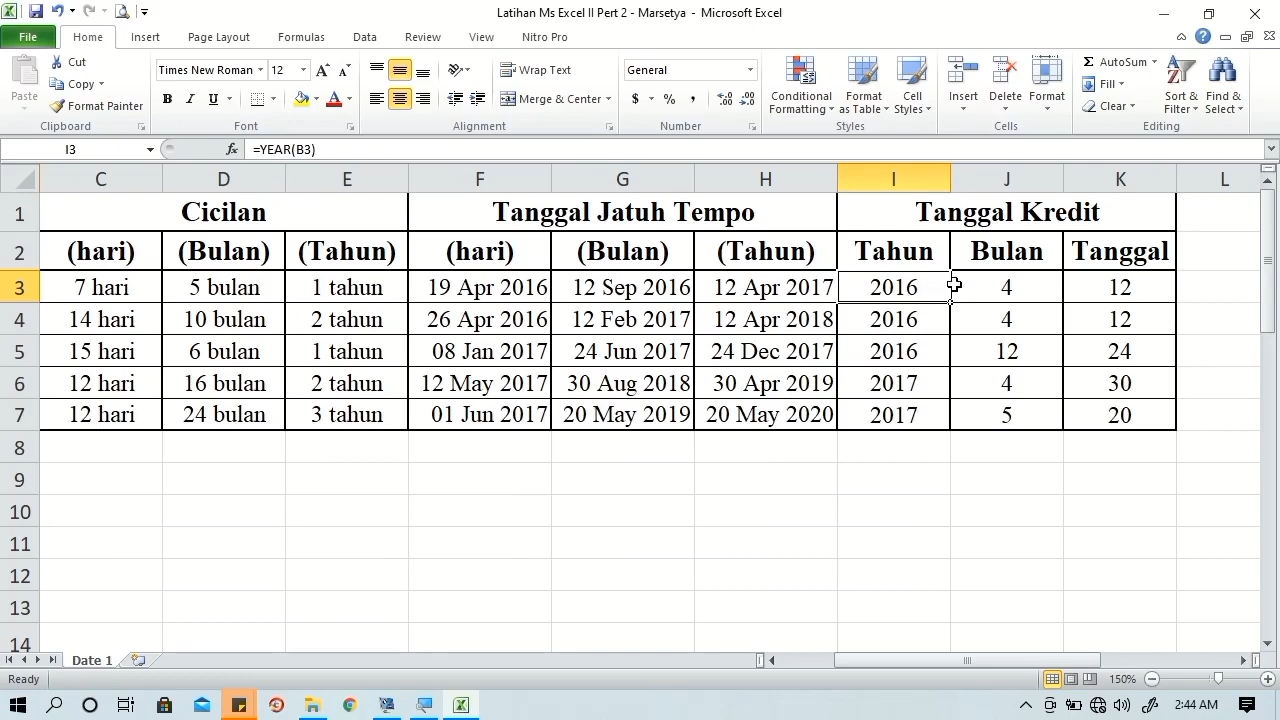 Latihan Ms Excel II Pert 2 - Marsetya - Microsoft Excel
File Home Insert Page Layout Formulas Data Review View Nitro Pro
Paste Cut Copy Format Painter
Times New Roman 12
B I U A A A
Wrap Text
Merge & Center
General
$ % ,
Conditional Formatting Format as Table Cell Styles
Insert Delete Format
Σ AutoSum Fill Clear
Sort & Filter Find & Select
Clipboard Font Alignment Number Styles Cells Editing
I3 fx =YEAR(B3)
C D E F G H I J K L
1 Cicilan Tanggal Jatuh Tempo Tanggal Kredit
2 (hari) (Bulan) (Tahun) (hari) (Bulan) (Tahun) Tahun Bulan Tanggal
3 7 hari 5 bulan 1 tahun 19 Apr 2016 12 Sep 2016 12 Apr 2017 2016 4 12
4 14 hari 10 bulan 2 tahun 26 Apr 2016 12 Feb 2017 12 Apr 2018 2016 4 12
5 15 hari 6 bulan 1 tahun 08 Jan 2017 24 Jun 2017 24 Dec 2017 2016 12 24
6 12 hari 16 bulan 2 tahun 12 May 2017 30 Aug 2018 30 Apr 2019 2017 4 30
7 12 hari 24 bulan 3 tahun 01 Jun 2017 20 May 2019 20 May 2020 2017 5 20
8
9
10
11
12
13
14
Date 1
Ready 150%
2:44 AM